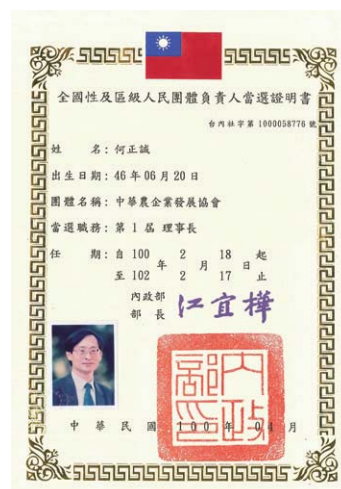 全國性及區級人民團體負責人當選證明書
台內社字第 1000058776 號
姓 名：何正誠
出生日期：46 年 06 月 20 日
團體名稱：中華農企業發展協會
當選職務：第 1 屆 理事長
任 期：自 100 年 2 月 18 日 起
至 102 年 2 月 17 日 止
內政部
部 長 江宜樺
內政部印
中 華 民 國 100 年 04 月